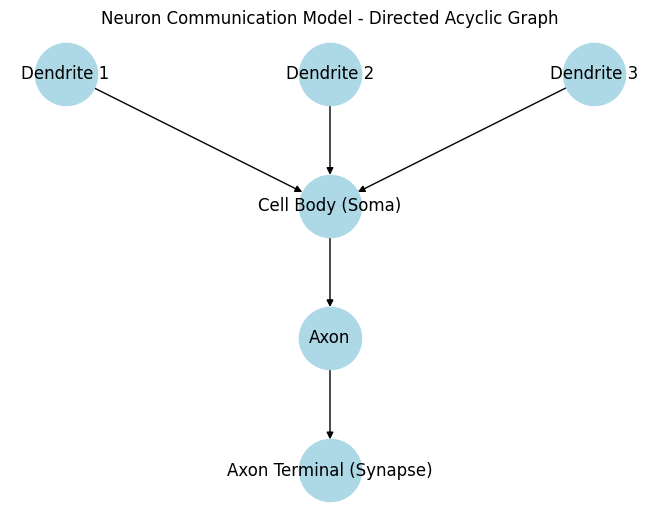 Neuron Communication Model - Directed Acyclic Graph
Dendrite 1
Dendrite 2
Dendrite 3
Cell Body (Soma)
Axon
Axon Terminal (Synapse)